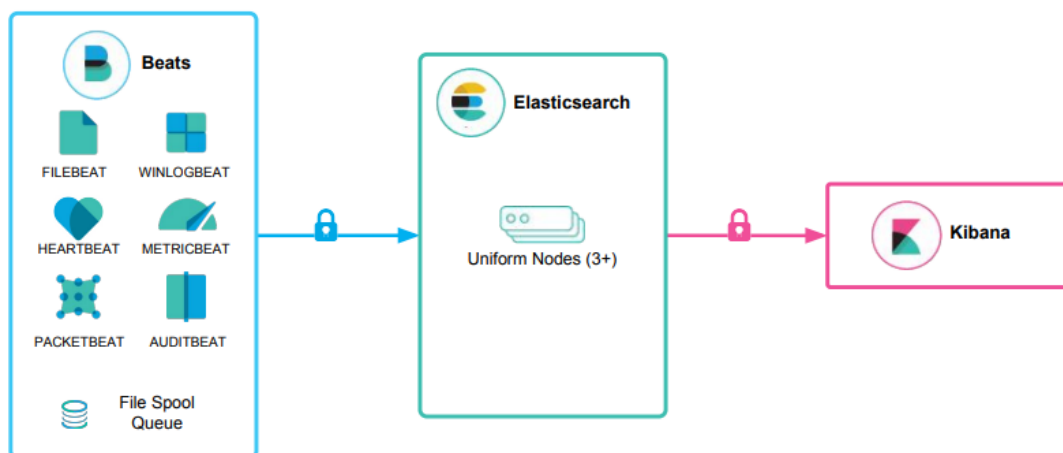 Beats
FILEBEAT
WINLOGBEAT
HEARTBEAT
METRICBEAT
PACKETBEAT
AUDITBEAT
File Spool
Queue
Elasticsearch
Uniform Nodes (3+)
Kibana